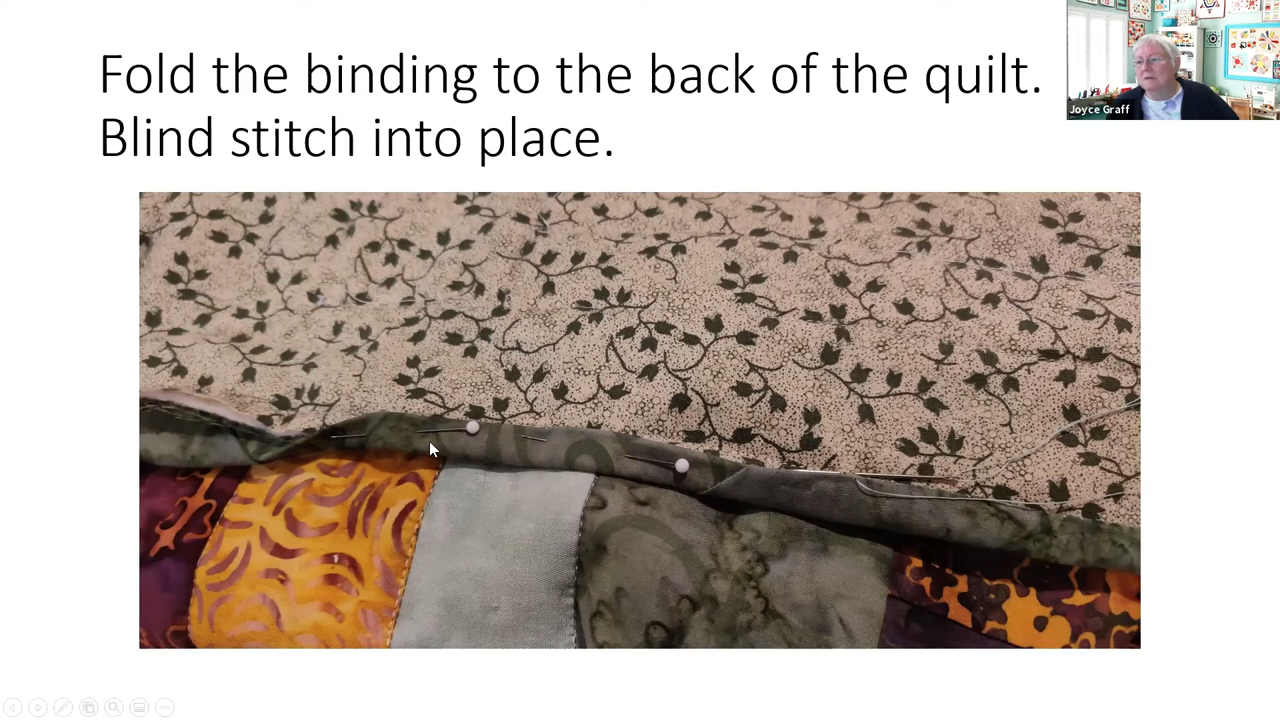 Fold the binding to the back of the quilt.
Blind stitch into place.
Joyce Graff